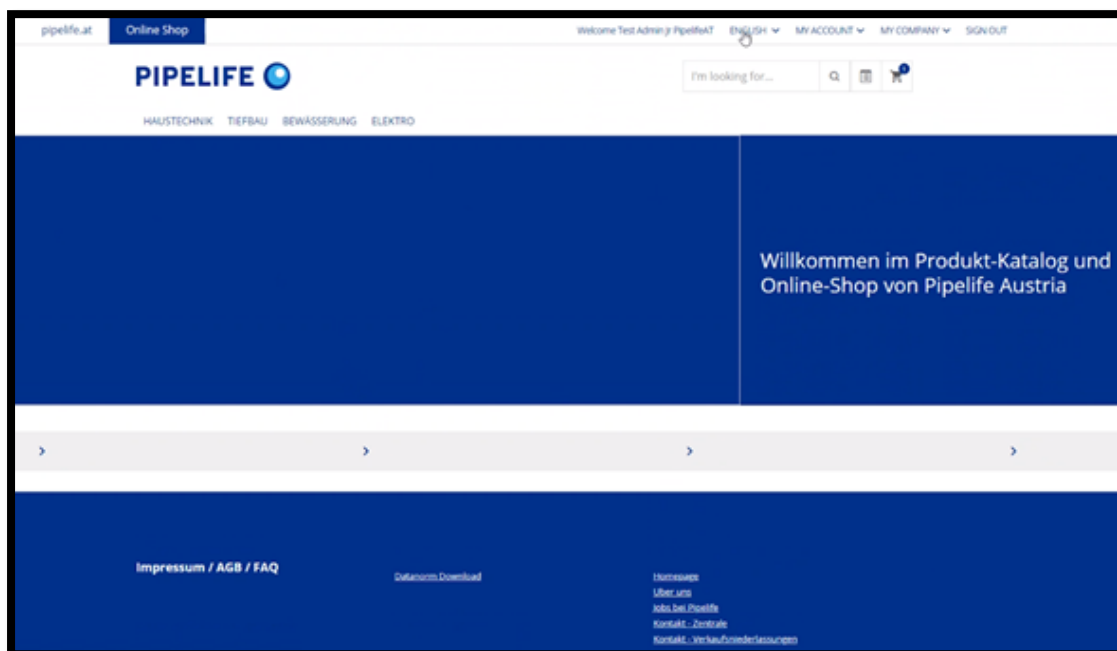 pipelife.at Online Shop Welcome Test Admin jr PipelifeAT ENGLISH MY ACCOUNT MY COMPANY SIGN OUT
PIPELIFE I'm looking for...
HAUSTECHNIK TIEFBAU BEWÄSSERUNG ELEKTRO
Willkommen im Produkt-Katalog und
Online-Shop von Pipelife Austria
Impressum / AGB / FAQ
Datanorm Download
Homepage
Über uns
Jobs bei Pipelife
Kontakt - Zentrale
Kontakt - Verkaufsniederlassungen